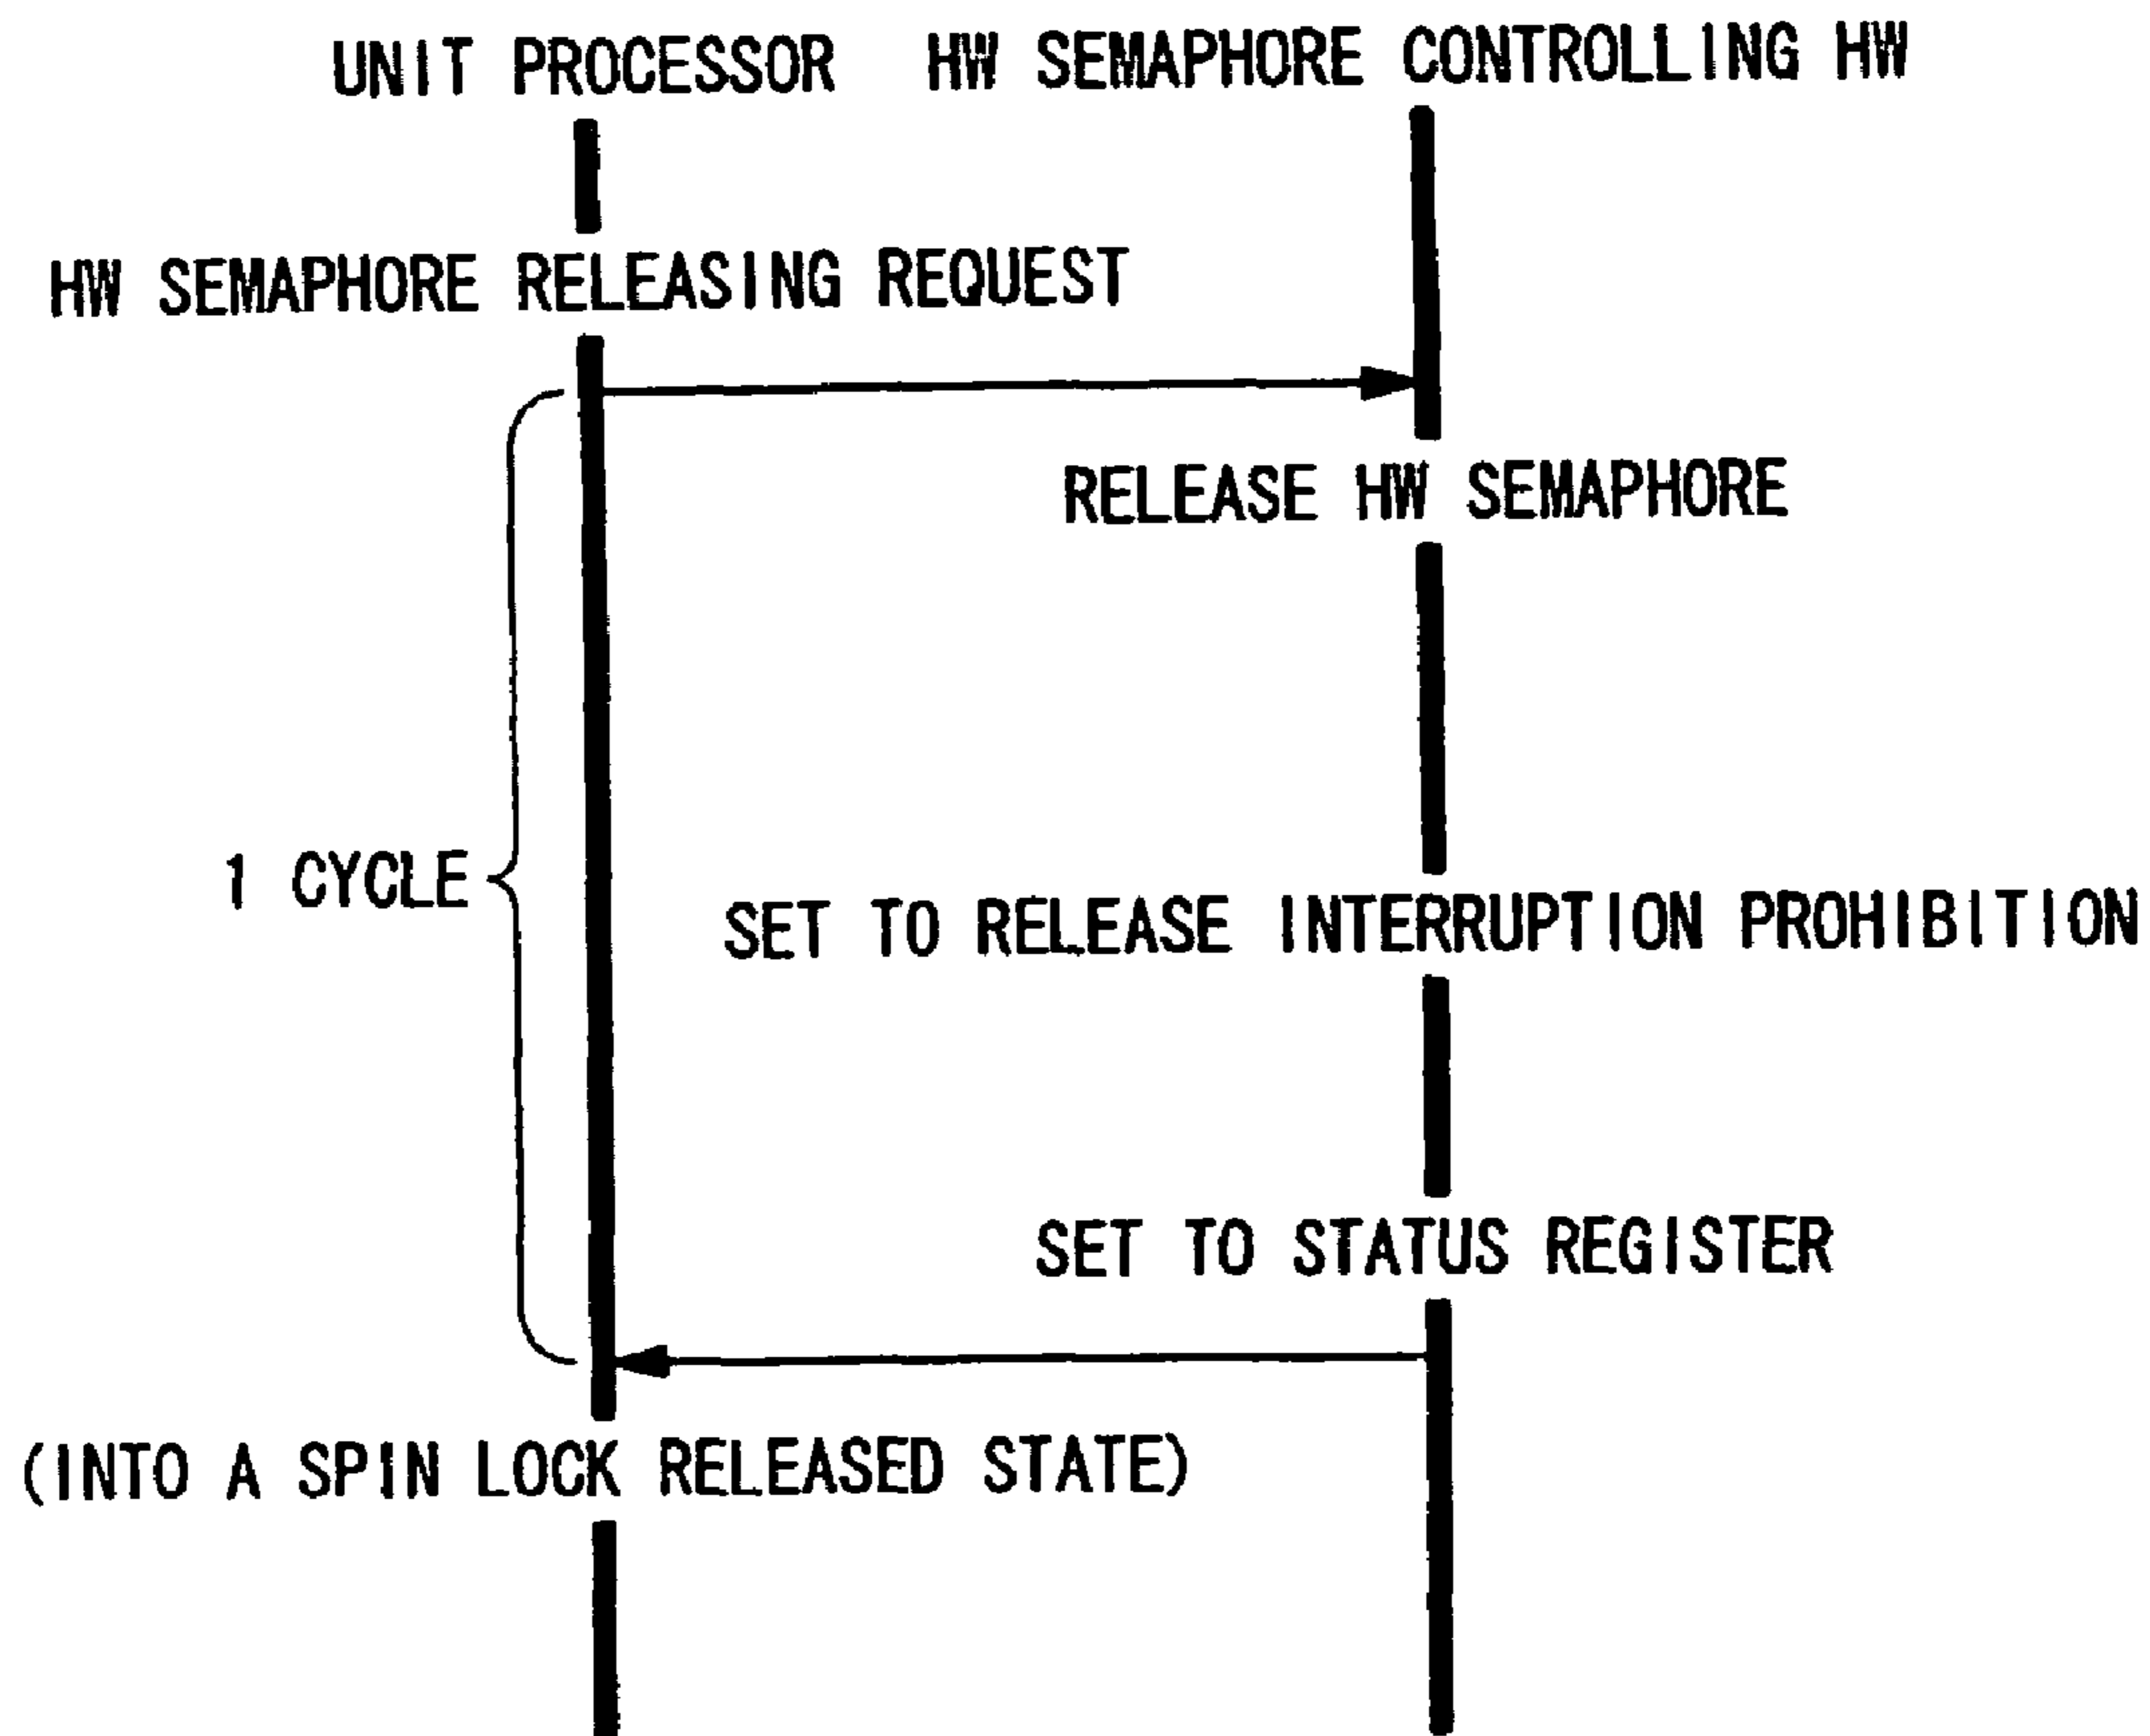 UNIT PROCESSOR HW SEMAPHORE CONTROLLING HW
HW SEMAPHORE RELEASING REQUEST
RELEASE HW SEMAPHORE
1 CYCLE
SET TO RELEASE INTERRUPTION PROHIBITION
SET TO STATUS REGISTER
(INTO A SPIN LOCK RELEASED STATE)